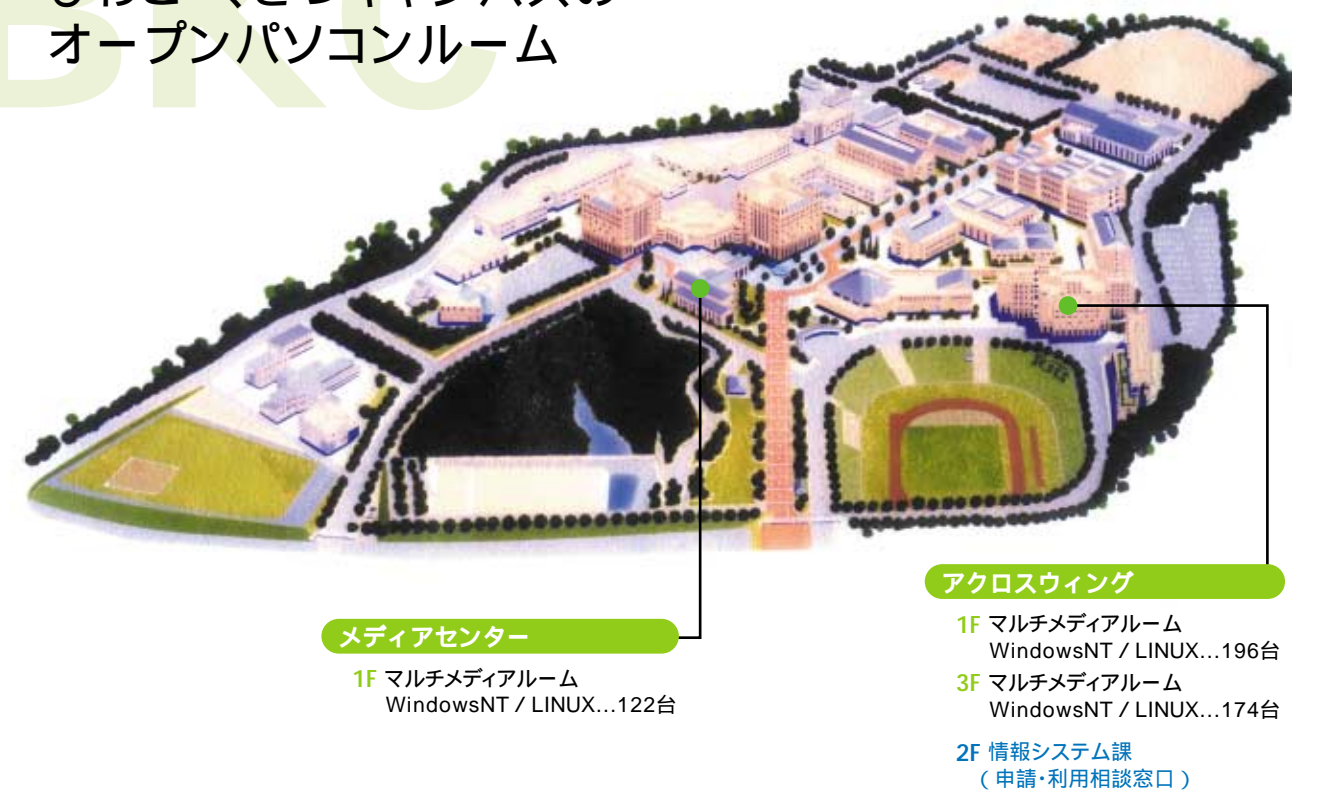 BKC
オープンパソコンルーム
メディアセンター
1F マルチメディアルーム
WindowsNT / LINUX...122台
アクロスウィング
1F マルチメディアルーム
WindowsNT / LINUX...196台
3F マルチメディアルーム
WindowsNT / LINUX...174台
2F 情報システム課
(申請・利用相談窓口)